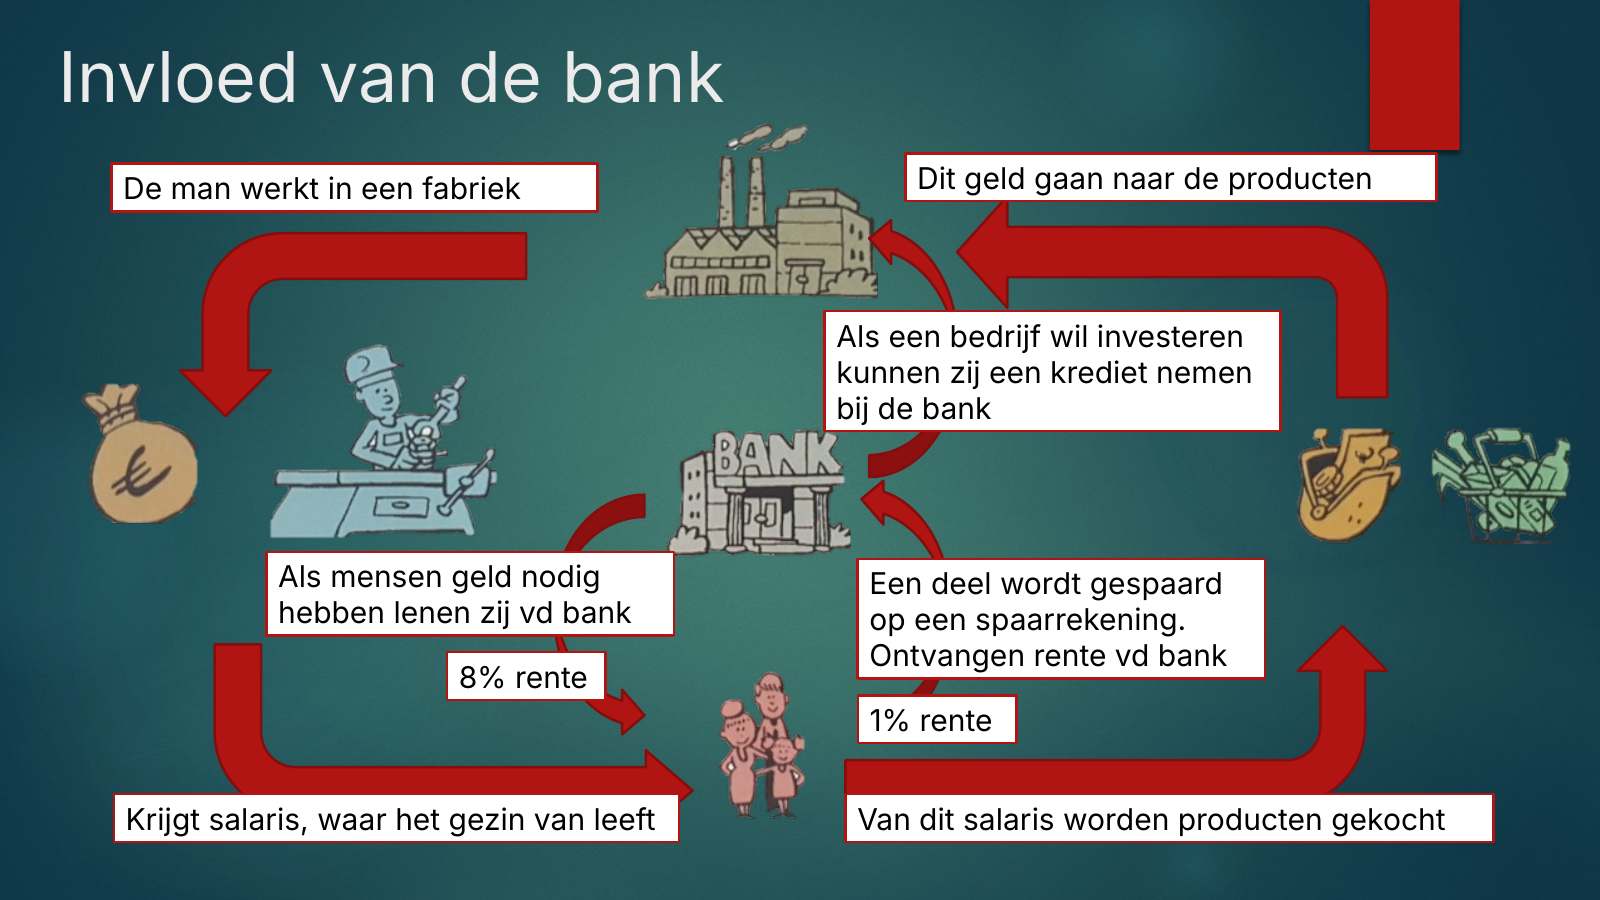 Invloed van de bank
De man werkt in een fabriek
Dit geld gaan naar de producten
Als een bedrijf wil investeren
kunnen zij een krediet nemen
bij de bank
€
BANK
Als mensen geld nodig
hebben lenen zij vd bank
8% rente
Een deel wordt gespaard
op een spaarrekening.
Ontvangen rente vd bank
1% rente
Krijgt salaris, waar het gezin van leeft
Van dit salaris worden producten gekocht